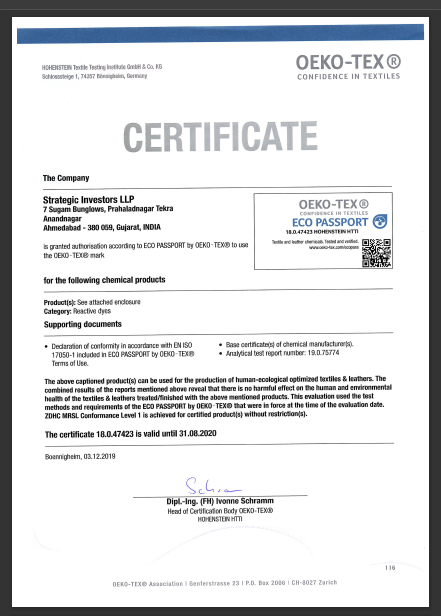 HOHENSTEIN Textile Testing Institute GmbH & Co. KG
Schlosssteige 1, 74357 Bönnigheim, Germany
OEKO-TEX®
CONFIDENCE IN TEXTILES
CERTIFICATE
The Company
Strategic Investors LLP
7 Sugam Bunglows, Prahaladnagar Tekra
Anandnagar
Ahmedabad - 380 059, Gujarat, INDIA
is granted authorisation according to ECO PASSPORT by OEKO-TEX® to use
the OEKO-TEX® mark
OEKO-TEX®
CONFIDENCE IN TEXTILES
ECO PASSPORT
18.0.47423 HOHENSTEIN HTTI
Textile and leather chemicals. Tested and verified.
www.oeko-tex.com/ecopass
for the following chemical products
Product(s): See attached enclosure
Category: Reactive dyes
Supporting documents
• Declaration of conformity in accordance with EN ISO
17050-1 included in ECO PASSPORT by OEKO-TEX®
Terms of Use.
• Base certificate(s) of chemical manufacturer(s).
• Analytical test report number: 19.0.75774
The above captioned product(s) can be used for the production of human-ecological optimized textiles & leathers. The
combined results of the reports mentioned above reveal that there is no harmful effect on the human and environmental
health of the textiles & leathers treated/finished with the above mentioned products. This evaluation used the test
methods and requirements of the ECO PASSPORT by OEKO-TEX® that were in force at the time of the evaluation date.
ZDHC MRSL Conformance Level 1 is achieved for certified product(s) without restriction(s).
The certificate 18.0.47423 is valid until 31.08.2020
Boennigheim, 03.12.2019
Dipl.-Ing. (FH) Ivonne Schramm
Head of Certification Body OEKO-TEX®
HOHENSTEIN HTTI
116
OEKO-TEX® Association | Genferstrasse 23 | P.O. Box 2006 | CH-8027 Zurich